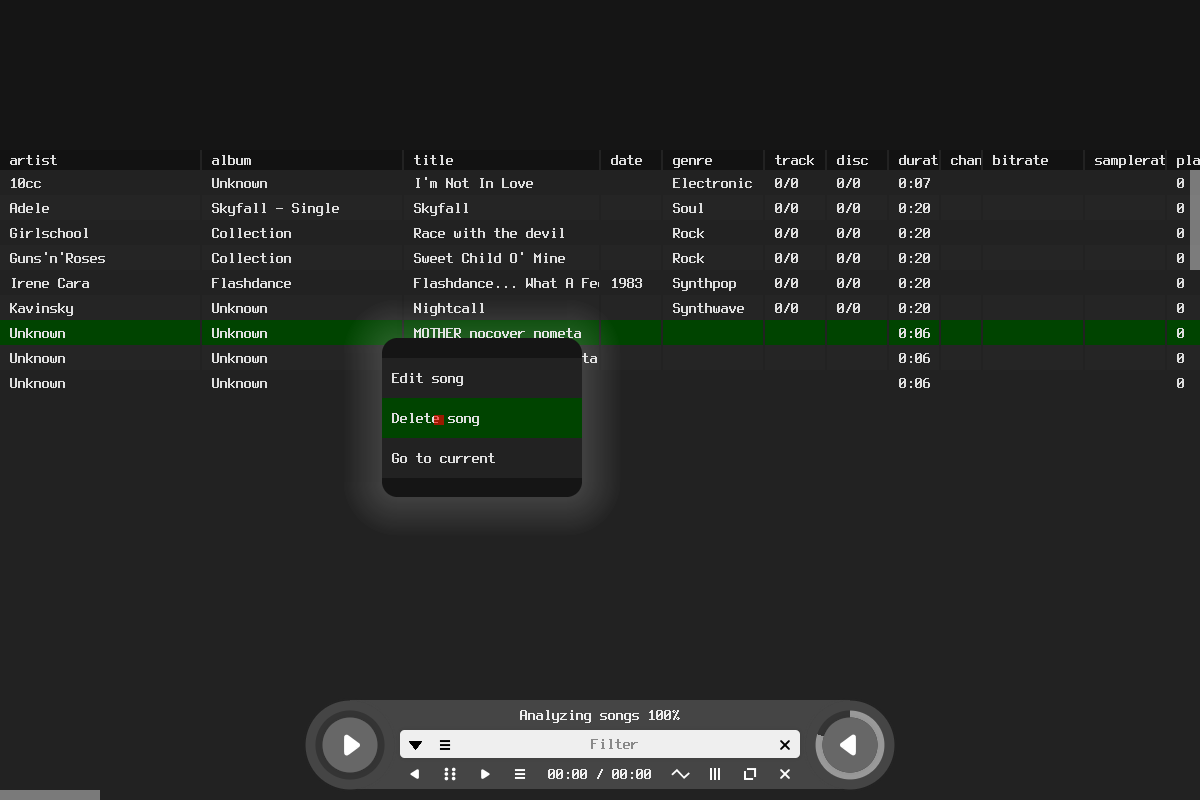 artist album title date genre track disc durat chan bitrate samplerat pla
10cc Unknown I'm Not In Love Electronic 0/0 0/0 0:07 0
Adele Skyfall - Single Skyfall Soul 0/0 0/0 0:20 0
Girlschool Collection Race with the devil Rock 0/0 0/0 0:20 0
Guns'n'Roses Collection Sweet Child O' Mine Rock 0/0 0/0 0:20 0
Irene Cara Flashdance Flashdance... What A Fee 1983 Synthpop 0/0 0/0 0:20 0
Kavinsky Unknown Nightcall Synthwave 0/0 0/0 0:20 0
Unknown Unknown MOTHER nocover nometa 0:06 0
Unknown Unknown ta 0:06 0
Unknown Unknown 0:06 0
Edit song
Delete song
Go to current
Analyzing songs 100%
Filter
00:00 / 00:00